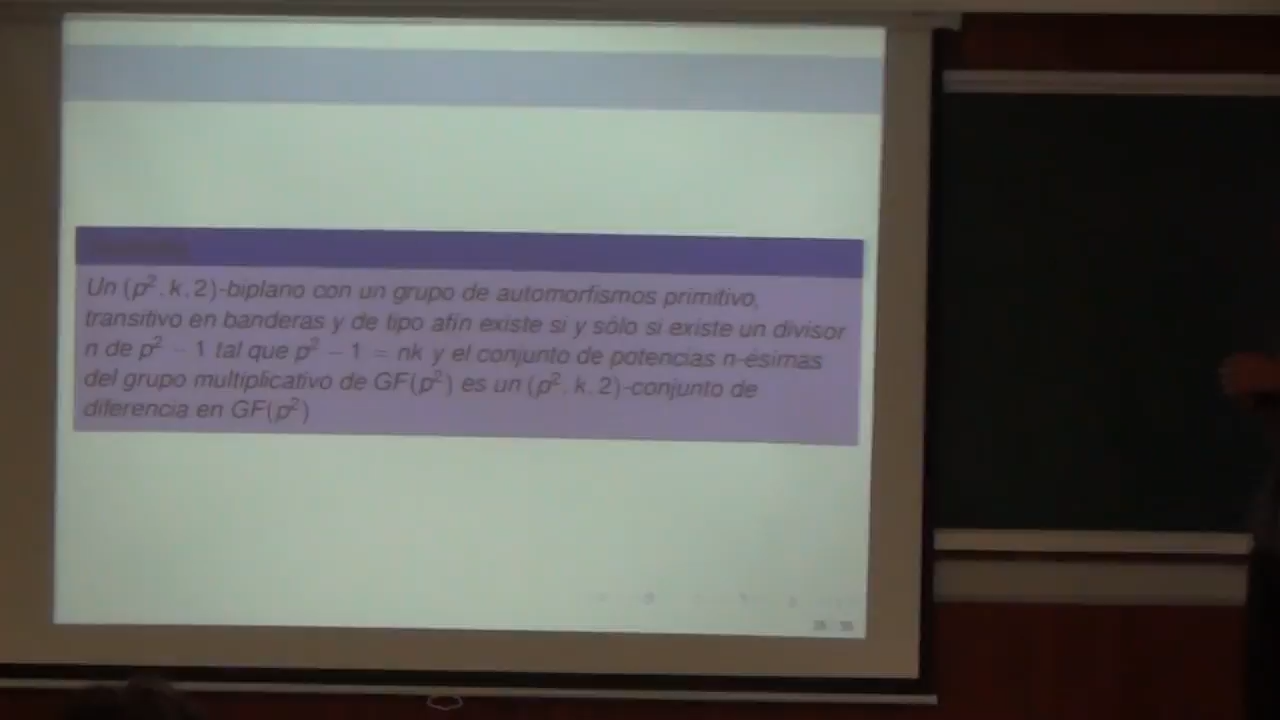 Un (p². k. 2)-biplano con un grupo de automorfismos primitivo,
transitivo en banderas y de tipo afín existe si y sólo si existe un divisor
n de p² − 1 tal que p² − 1 = nk y el conjunto de potencias n-ésimas
del grupo multiplicativo de GF(p²) es un (p². k. 2)-conjunto de
diferencia en GF(p²)